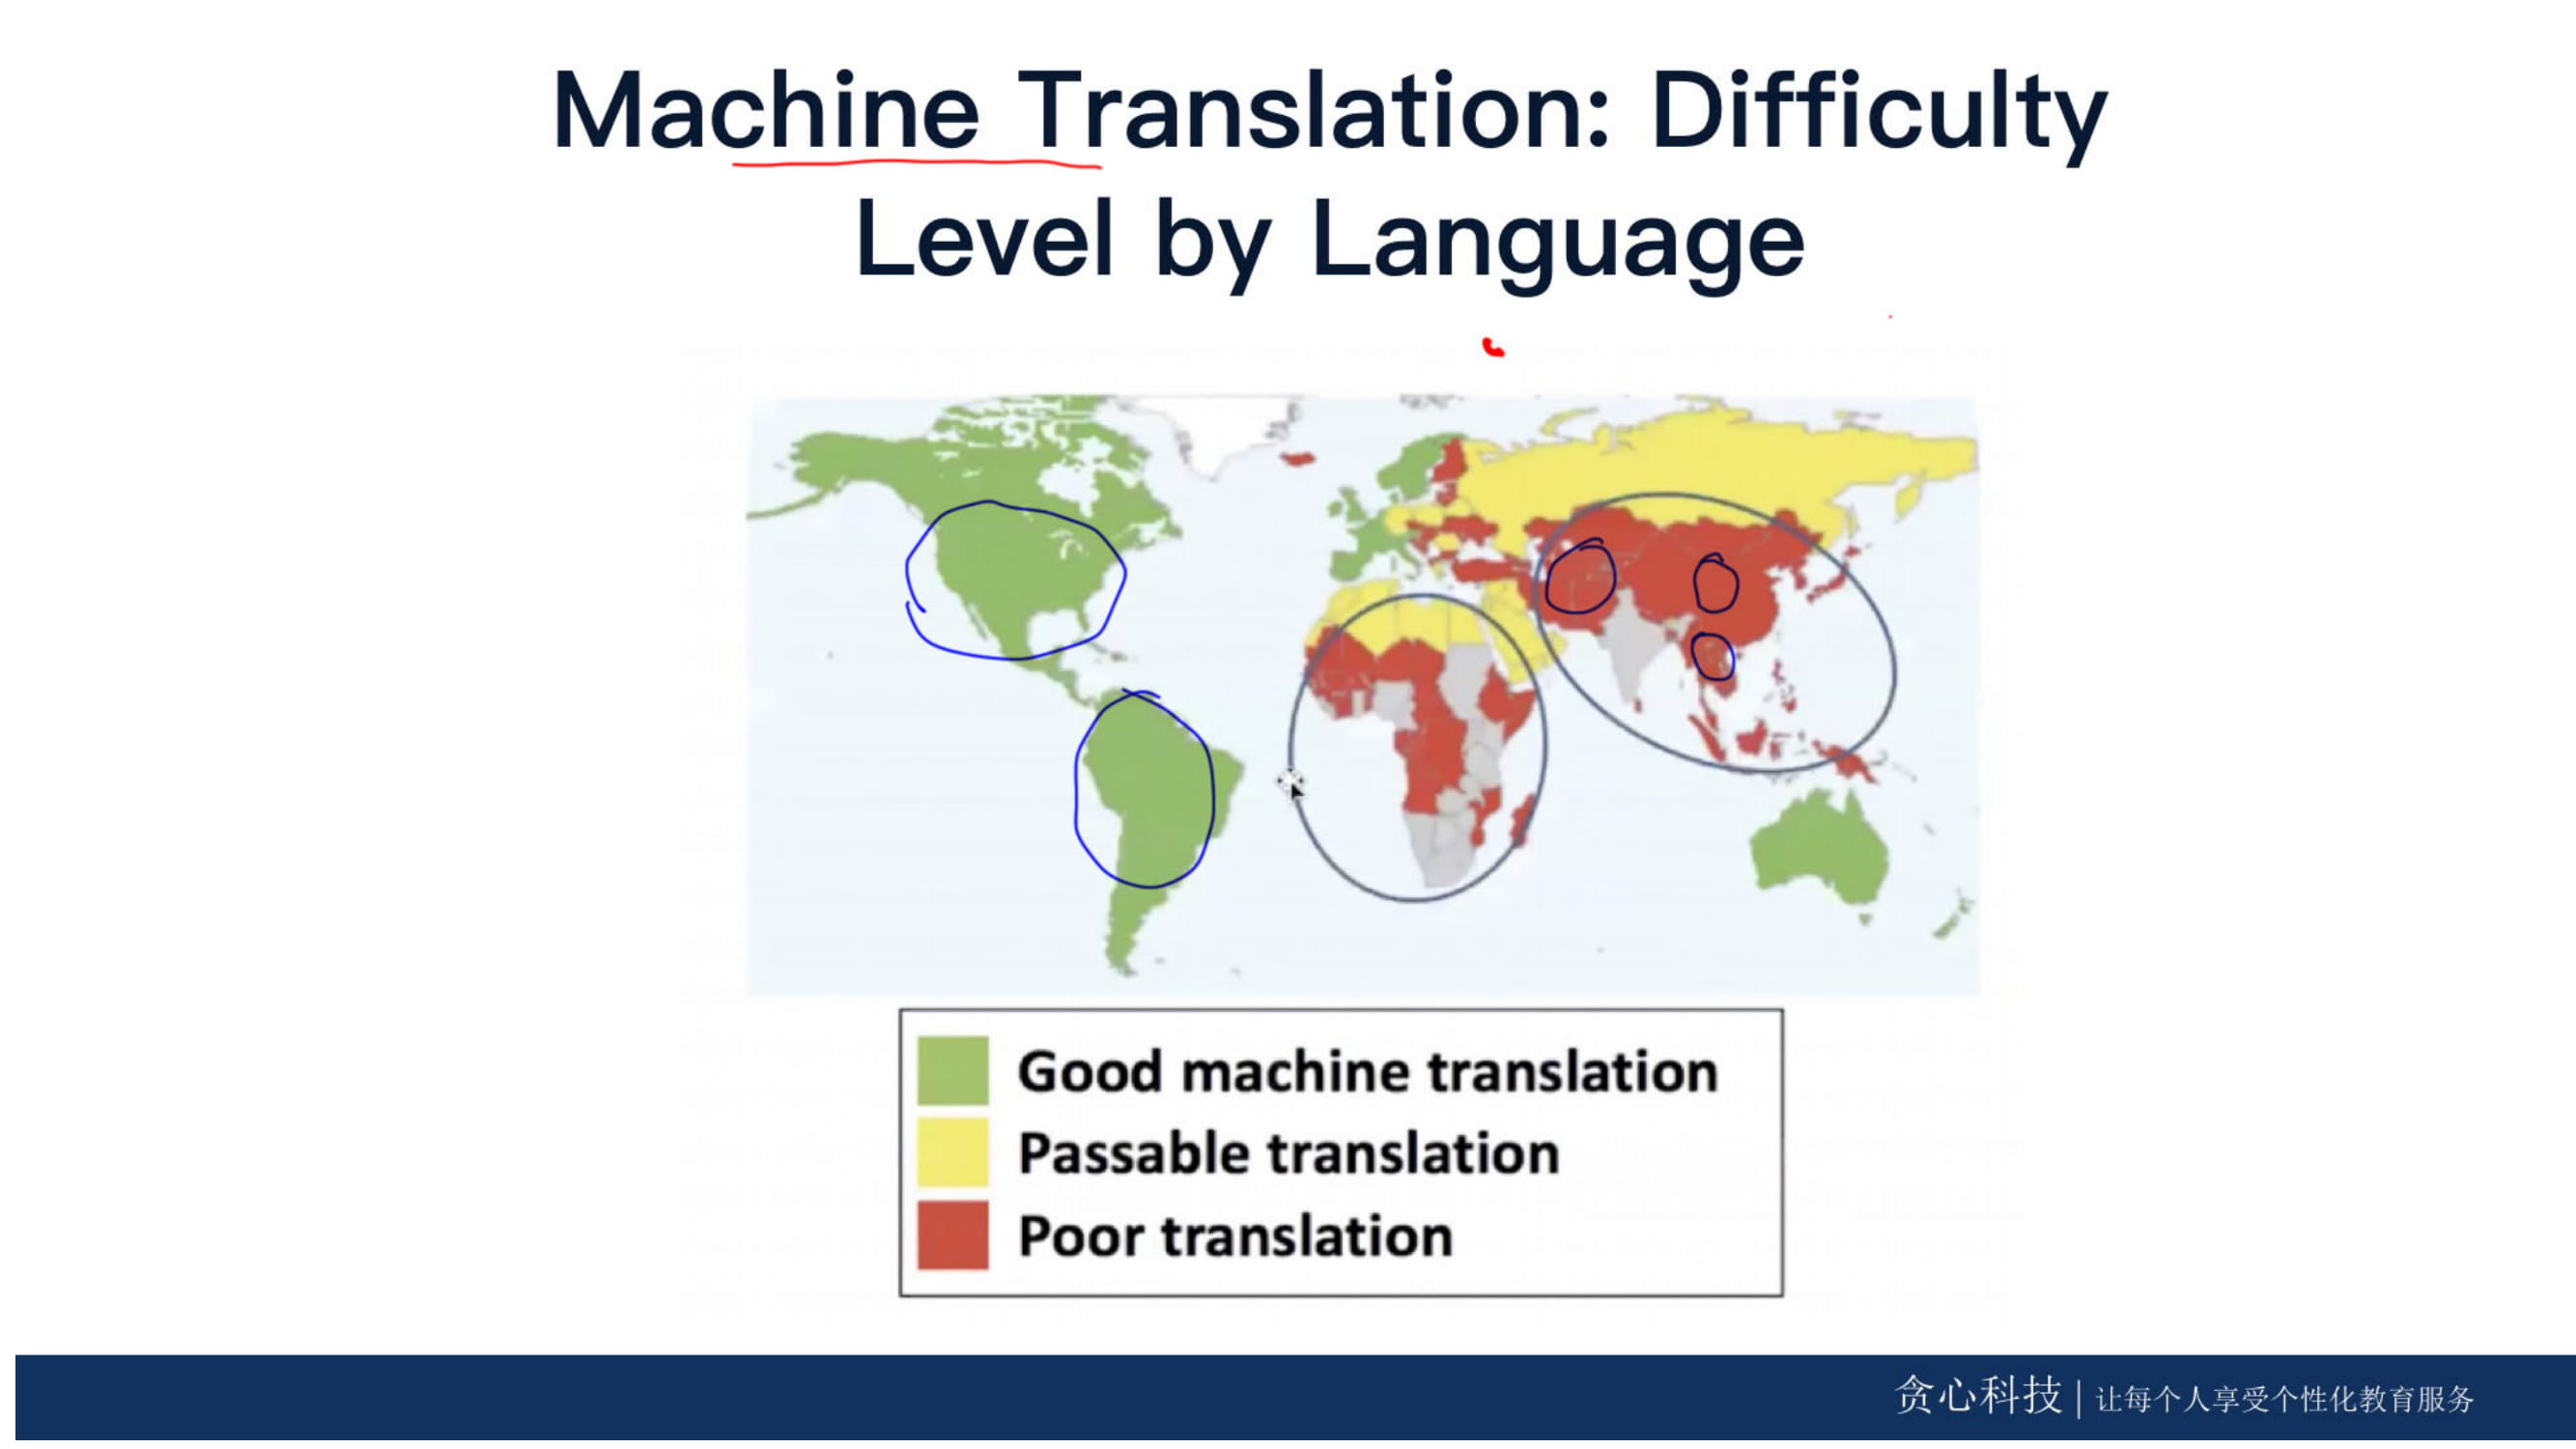 Machine Translation: Difficulty
Level by Language
Good machine translation
Passable translation
Poor translation
贪心科技 | 让每个人享受个性化教育服务